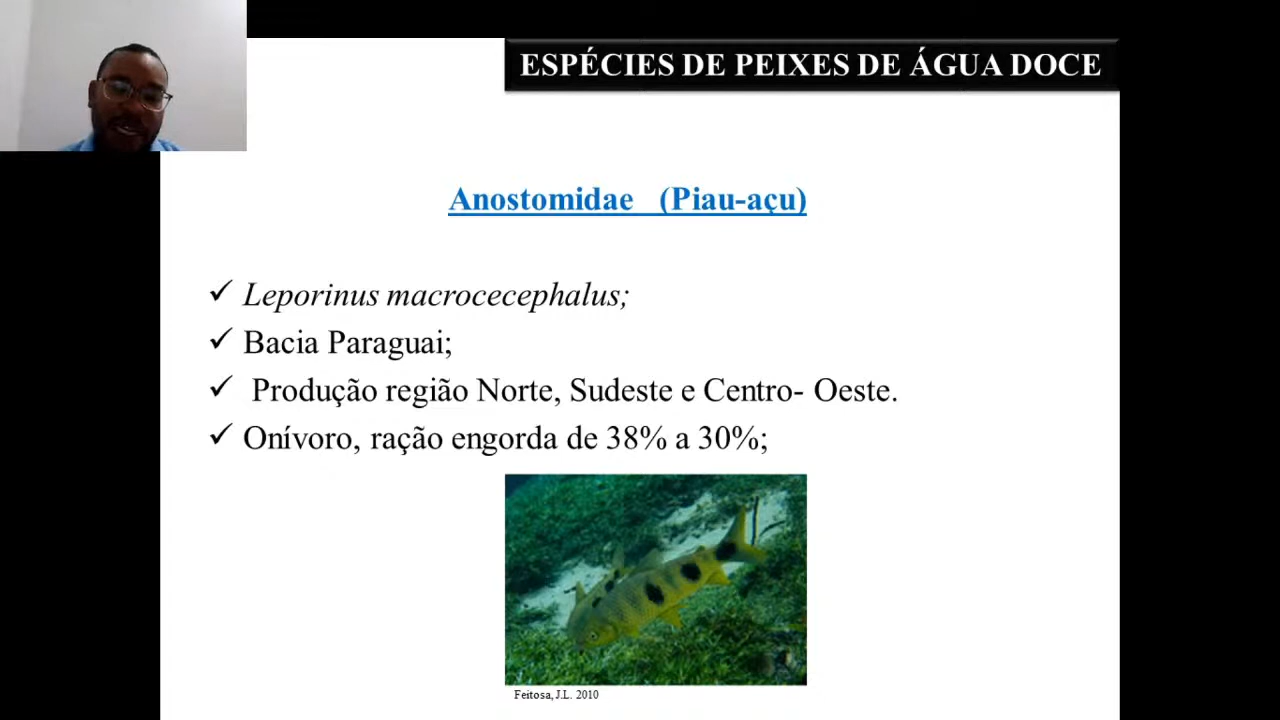 ESPÉCIES DE PEIXES DE ÁGUA DOCE
Anostomidae (Piau-açu)
✓ Leporinus macrocecephalus;
✓ Bacia Paraguai;
✓ Produção região Norte, Sudeste e Centro- Oeste.
✓ Onívoro, ração engorda de 38% a 30%;
Feitosa, J.L. 2010